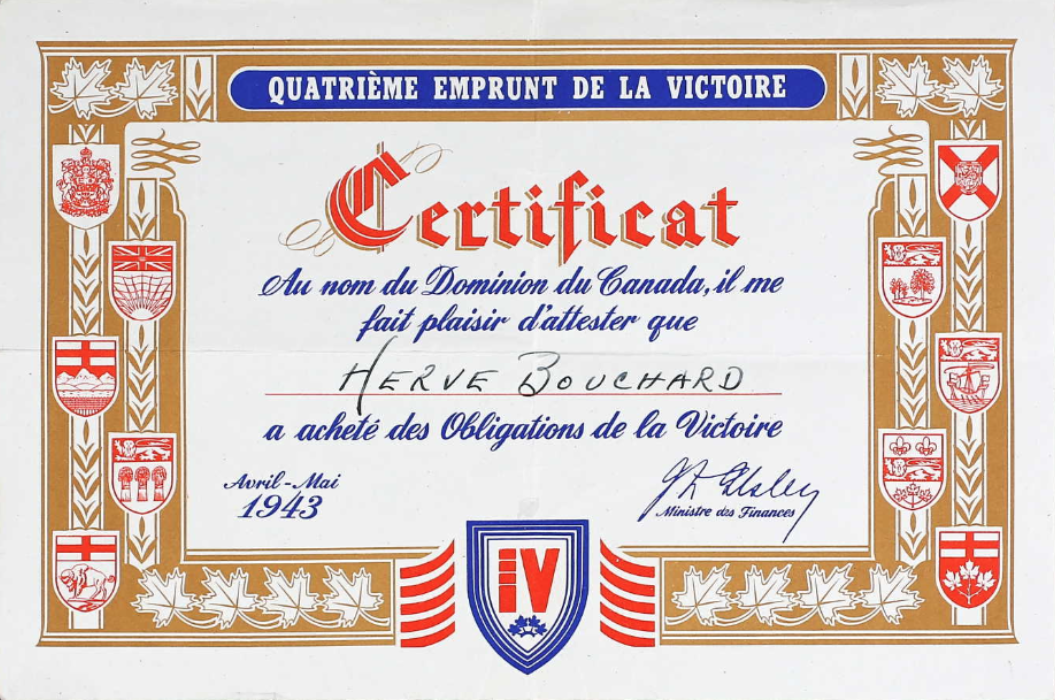 QUATRIÈME EMPRUNT DE LA VICTOIRE
Certificat
Au nom du Dominion du Canada, il me
fait plaisir d'attester que
HERVE BOUCHARD
a acheté des Obligations de la Victoire
Avril-Mai
1943
J L Ilsley
Ministre des Finances
IV